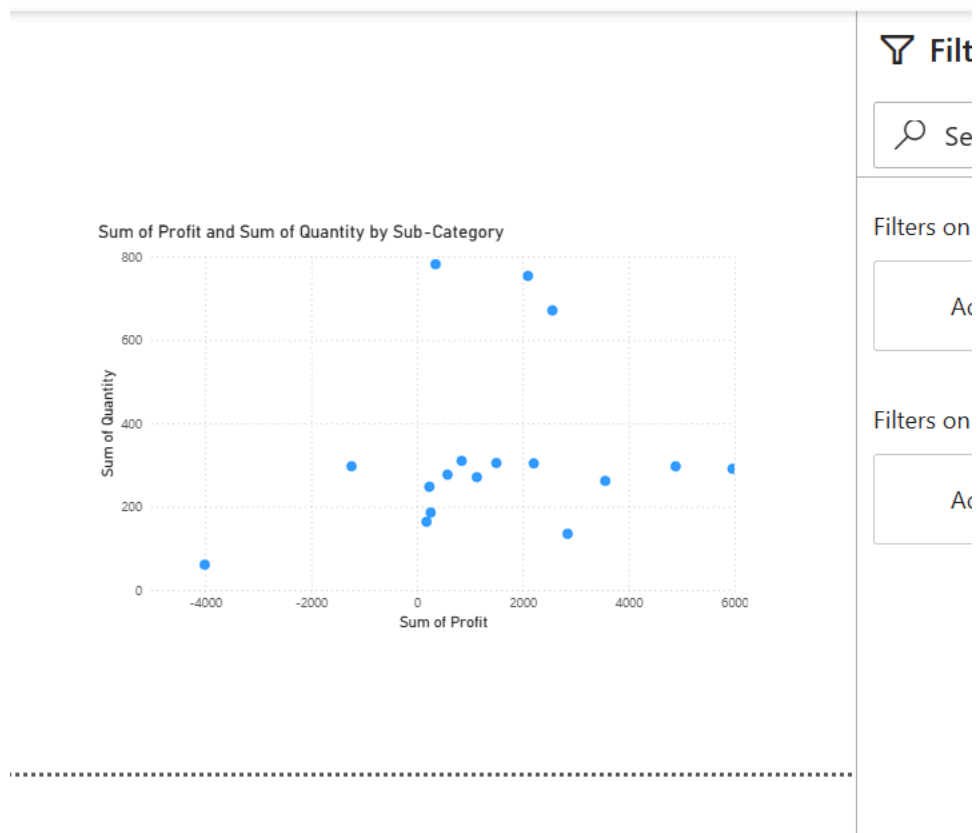 Filt
Se
Filters on
Ac
Filters on
Ac
Sum of Profit and Sum of Quantity by Sub-Category
800
600
400
200
0
Sum of Quantity
-4000
-2000
0
2000
4000
6000
Sum of Profit